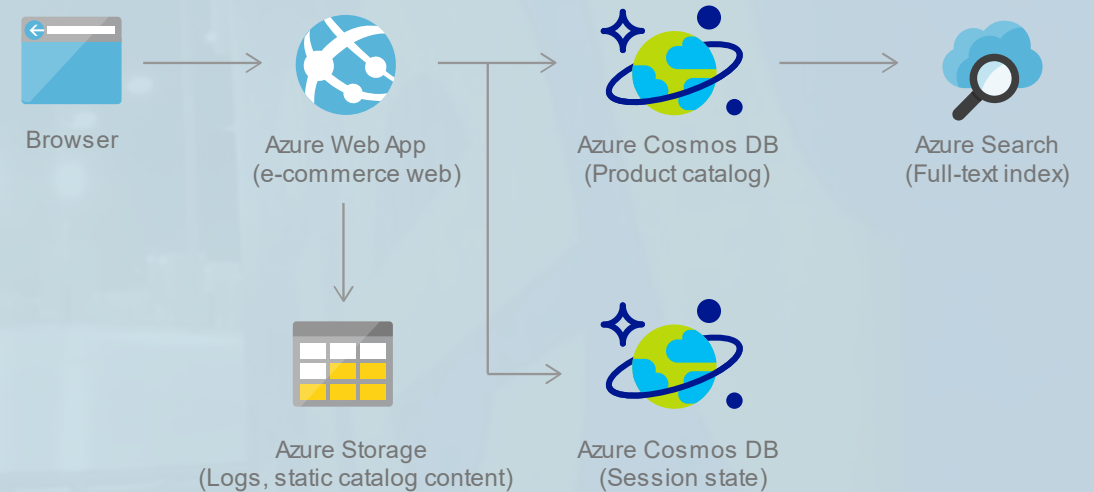 Browser
Azure Web App
(e-commerce web)
Azure Cosmos DB
(Product catalog)
Azure Search
(Full-text index)
Azure Storage
(Logs, static catalog content)
Azure Cosmos DB
(Session state)